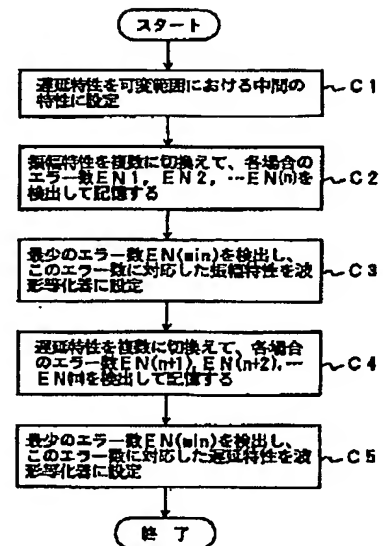 スタート
遅延特性を可変範囲における中間の
特性に設定
C1
振幅特性を複数に切換えて、各場合の
エラー数EN1, EN2, …EN(n)を
検出して記憶する
C2
最少のエラー数EN(min)を検出し、
このエラー数に対応した振幅特性を波
形等化器に設定
C3
遅延特性を複数に切換えて、各場合
のエラー数EN(n+1), EN(n+2), …
を検出して記憶する
C4
最少のエラー数EN(min)を検出し、
このエラー数に対応した遅延特性を波
形等化器に設定
C5
終了